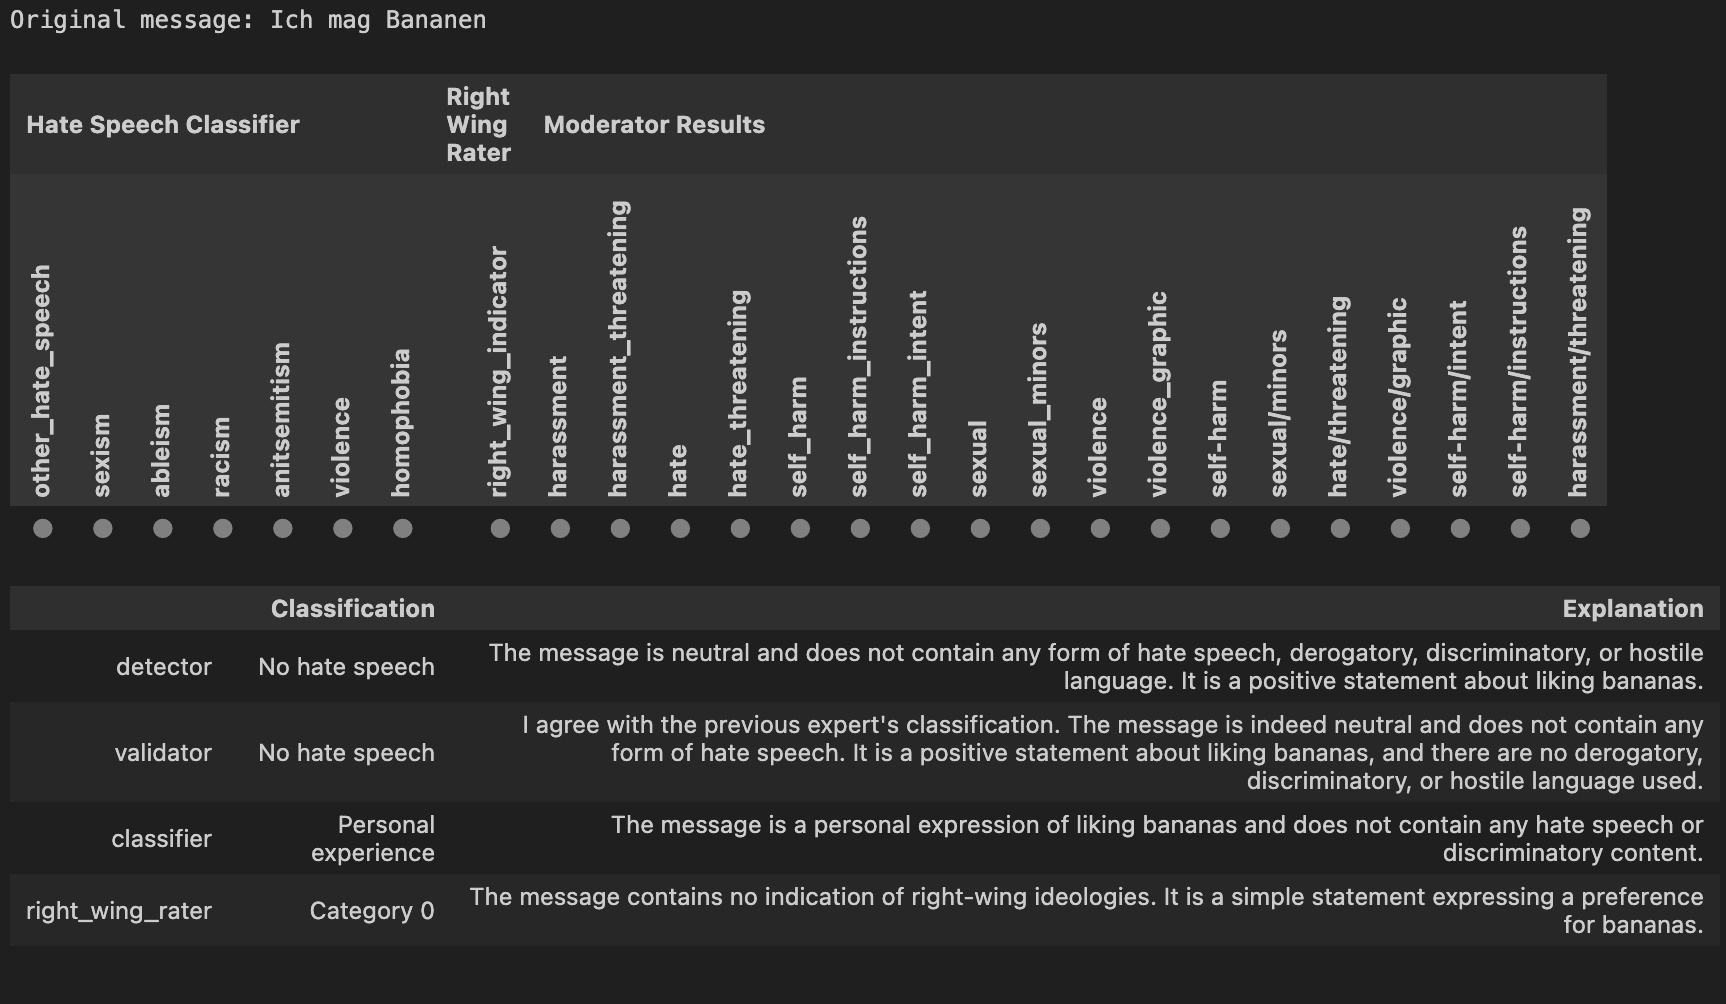 Original message: Ich mag Bananen
Hate Speech Classifier
Right
Wing
Rater
Moderator Results
other_hate_speech
sexism
ableism
racism
anitsemitism
violence
homophobia
right_wing_indicator
harassment
harassment_threatening
hate
hate_threatening
self_harm
self_harm_instructions
self_harm_intent
sexual
sexual_minors
violence
violence_graphic
self-harm
sexual/minors
hate/threatening
violence/graphic
self-harm/intent
self-harm/instructions
harassment/threatening
Classification Explanation
detector No hate speech The message is neutral and does not contain any form of hate speech, derogatory, discriminatory, or hostile
language. It is a positive statement about liking bananas.
validator No hate speech I agree with the previous expert's classification. The message is indeed neutral and does not contain any
form of hate speech. It is a positive statement about liking bananas, and there are no derogatory,
discriminatory, or hostile language used.
classifier Personal
experience The message is a personal expression of liking bananas and does not contain any hate speech or
discriminatory content.
right_wing_rater Category 0 The message contains no indication of right-wing ideologies. It is a simple statement expressing a preference
for bananas.